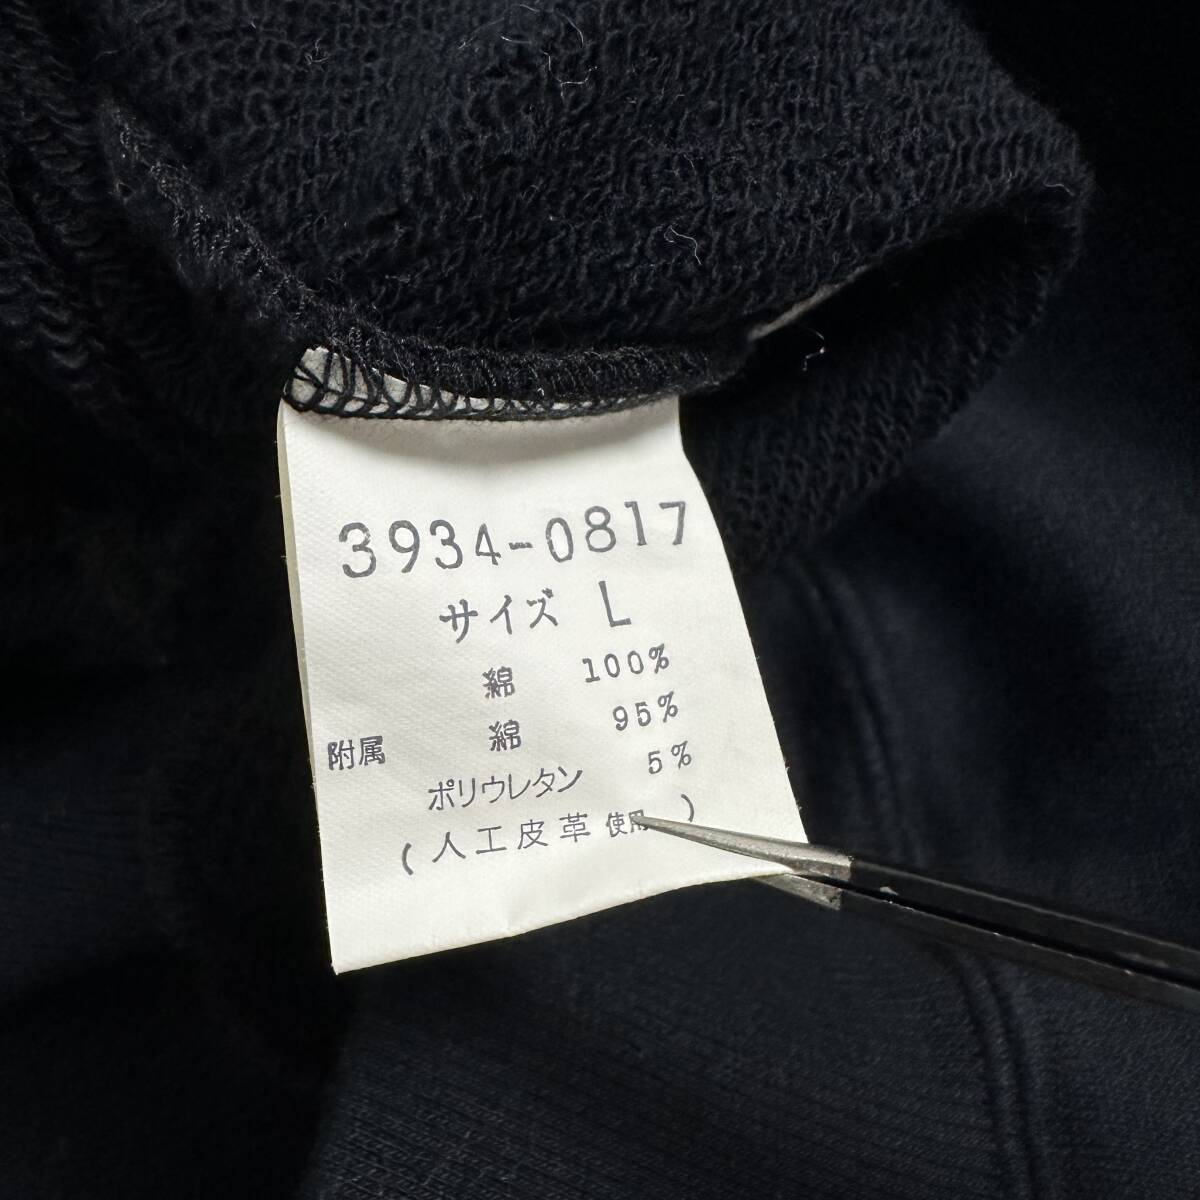 3934-0817
サイズ L
綿 100%
附属 綿 95%
ポリウレタン 5%
(人工皮革使用)